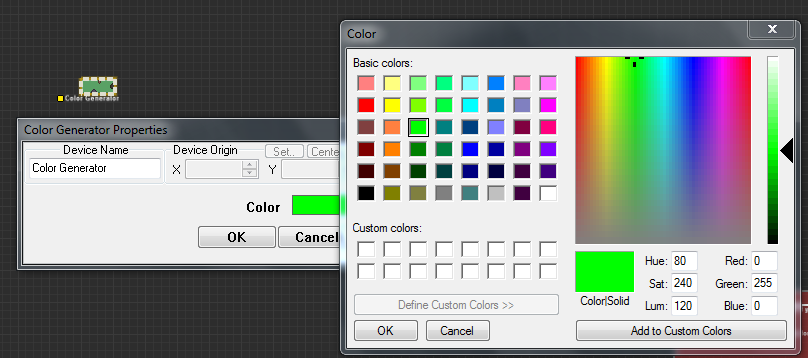 Color Generator
Color Generator Properties
Device Name
Device Origin
Set..
Cente
Color Generator
X
Y
Color
OK
Cancel
Color
Basic colors:
Custom colors:
Define Custom Colors >>
OK
Cancel
Color|Solid
Hue: 80
Red: 0
Sat: 240
Green: 255
Lum: 120
Blue: 0
Add to Custom Colors